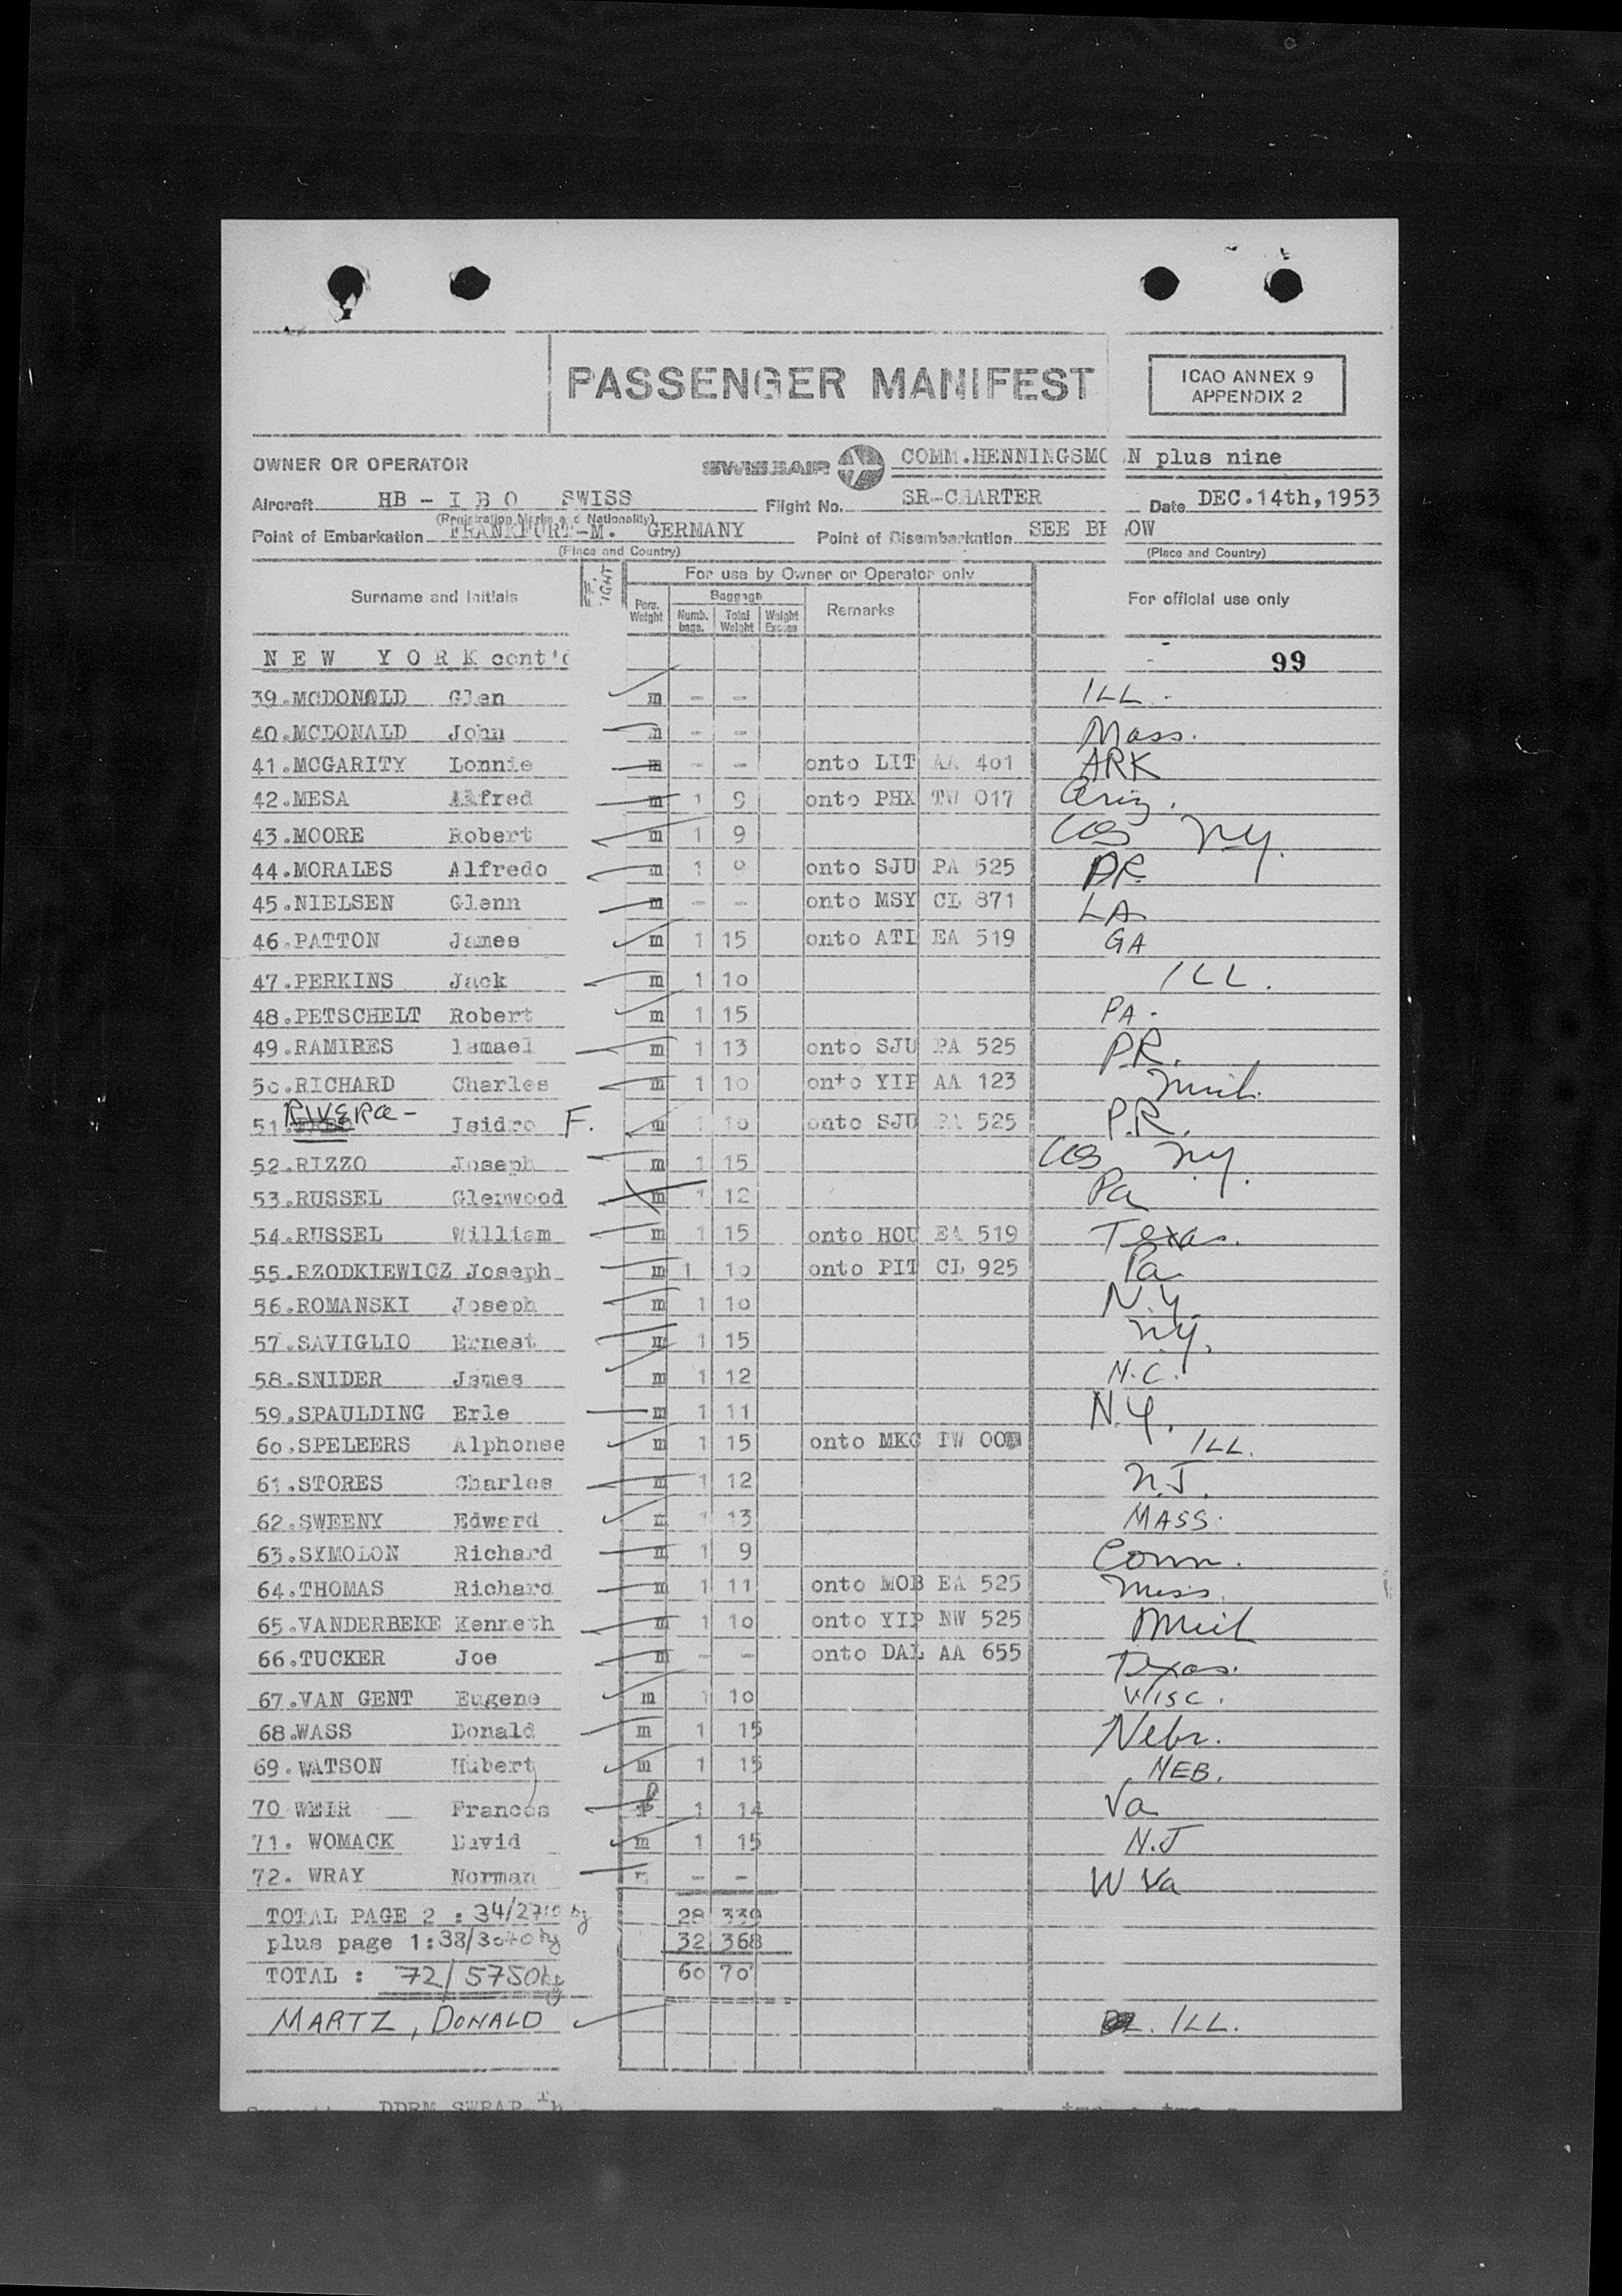 PASSENGER MANIFEST
ICAO ANNEX 9
APPENDIX 2
OWNER OR OPERATOR SWISSAIR COMM.HENNINGSMO N plus nine
Aircraft HB - I B O SWISS Flight No. SR-CHARTER Date DEC.14th,1953
(Registration Marks and Nationality)
Point of Embarkation FRANKFURT-M. GERMANY Point of Disembarkation SEE BE OW
(Place and Country) (Place and Country)
For use by Owner or Operator only
Surname and Initials Pers. Weight Baggage Numb. bags. Total Weight Weight Excess Remarks For official use only
N E W Y O R K cont'd 99
39.MCDONALD Glen m - - ILL.
40.MCDONALD John m - - Mass.
41.MCGARITY Lonnie m - - onto LIT AA 401 ARK
42.MESA Alfred m 1 9 onto PHX TW 017 Ariz.
43.MOORE Robert m 1 9 N.Y.
44.MORALES Alfredo m 1 9 onto SJU PA 525 P.R.
45.NIELSEN Glenn m - - onto MSY CL 871 LA
46.PATTON James m 1 15 onto ATL EA 519 GA
47.PERKINS Jack m 1 10 ILL.
48.PETSCHELT Robert m 1 15 PA.
49.RAMIRES lsmael m 1 13 onto SJU PA 525 P.R.
50.RICHARD Charles m 1 10 onto YIP AA 123 Mich.
51. RIVERA- Isidro F. m 1 10 onto SJU PA 525 P.R.
52.RIZZO Joseph m 1 15 N.Y.
53.RUSSEL Glenwood m 1 12 Pa
54.RUSSEL William m 1 15 onto HOU EA 519 Texas.
55.RZODKIEWICZ Joseph m 1 10 onto PIT CL 925 Pa
56.ROMANSKI Joseph m 1 10 N.Y.
57.SAVIGLIO Ernest m 1 15 N.Y.
58.SNIDER James m 1 12 N.C.
59.SPAULDING Erle m 1 11 N.Y.
60.SPELEERS Alphonse m 1 15 onto MKG TW ILL.
61.STORES Charles m 1 12 N.J.
62.SWEENY Edward m 1 13 MASS.
63.SYMOLON Richard m 1 9 Conn.
64.THOMAS Richard m 1 11 onto MOB EA 525 Miss.
65.VANDERBEKE Kenneth m 1 10 onto YIP NW 525 Mich
66.TUCKER Joe m - - onto DAL AA 655 Texas.
67.VAN GENT Eugene m 1 10 WISC.
68.WASS Donald m 1 15 Nebr.
69.WATSON Hubert m 1 15 NEB.
70 WEIR Frances f 1 14 Va
71. WOMACK David m 1 15 N.J
72. WRAY Norman m - - W Va
TOTAL PAGE 2 : 34/2710 kg 28 339
plus page 1:38/3040 kg 32 368
TOTAL : 72/5750kg 60 70
MARTZ, DONALD ILL.